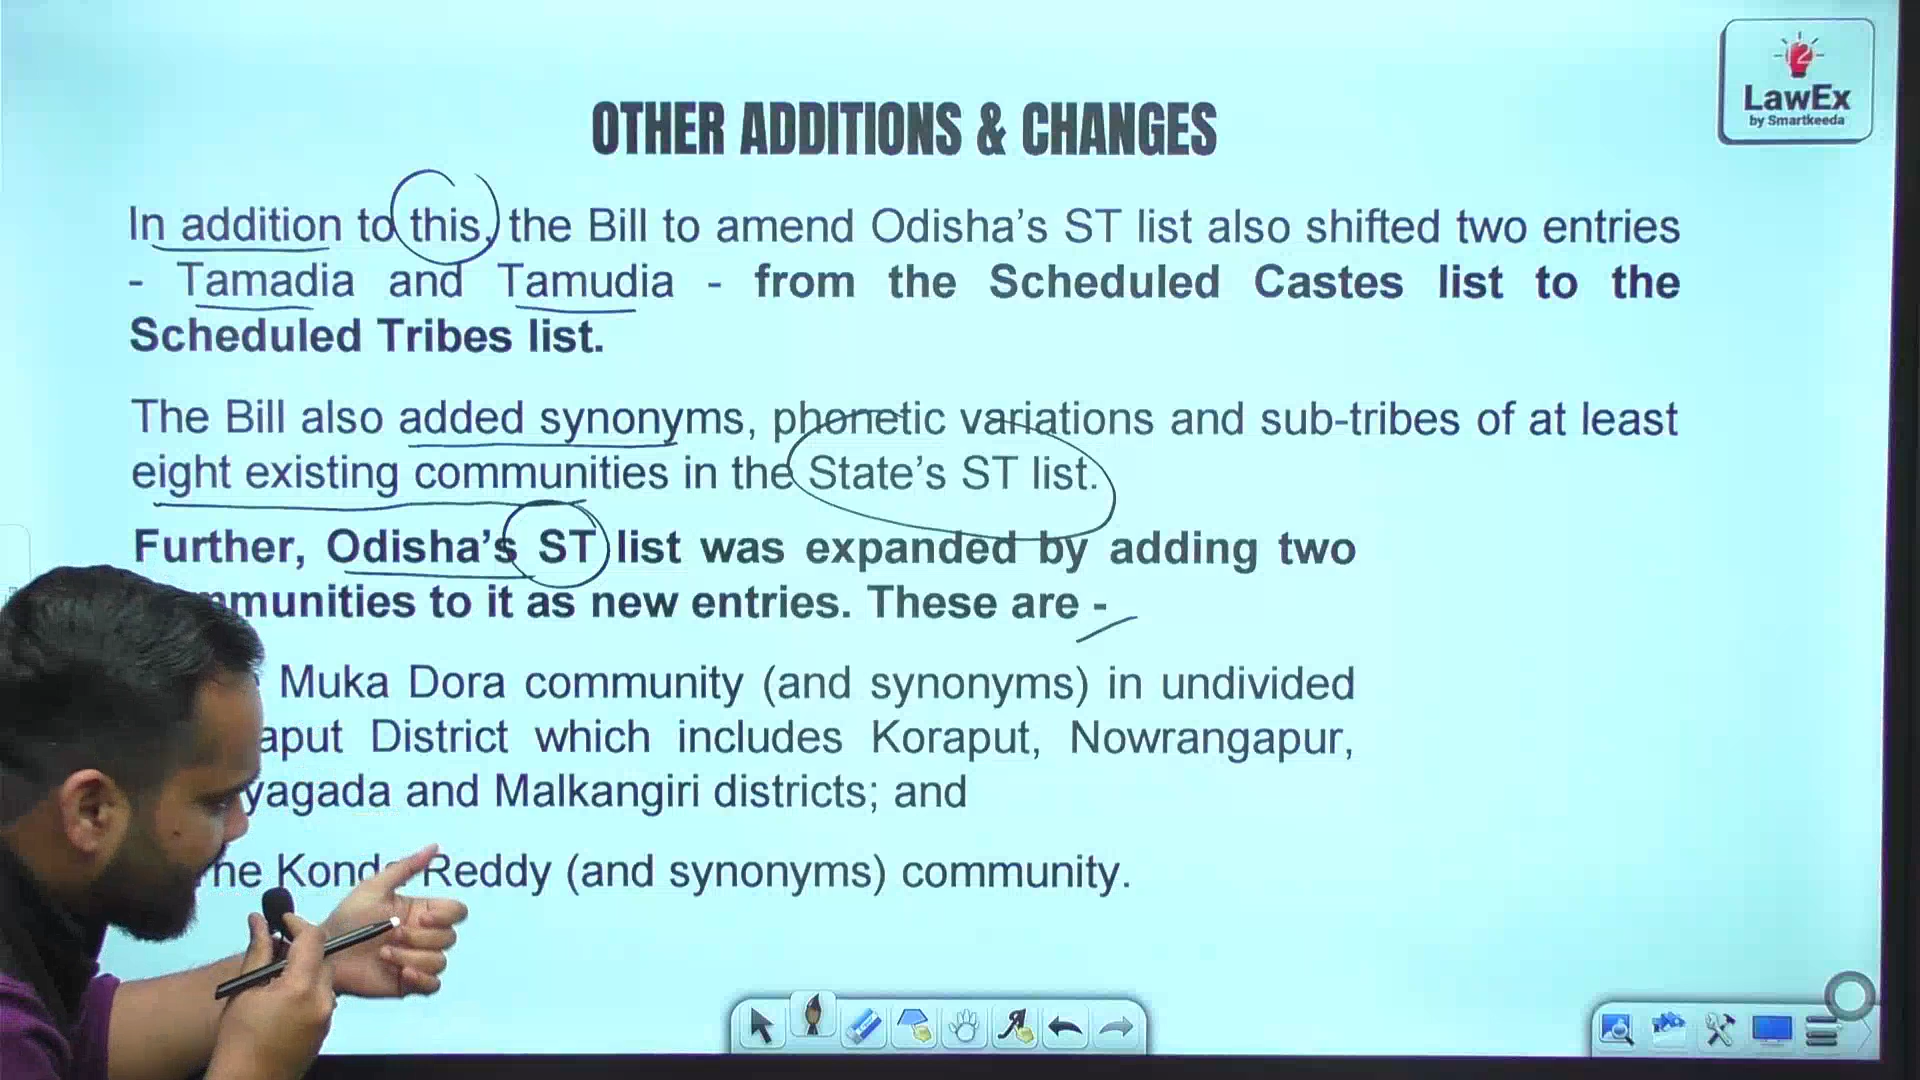 LawEx
by Smartkeeda
OTHER ADDITIONS & CHANGES
In addition to this, the Bill to amend Odisha's ST list also shifted two entries
- Tamadia and Tamudia - from the Scheduled Castes list to the
Scheduled Tribes list.
The Bill also added synonyms, phonetic variations and sub-tribes of at least
eight existing communities in the State's ST list.
Further, Odisha's ST list was expanded by adding two
munities to it as new entries. These are -
Muka Dora community (and synonyms) in undivided
aput District which includes Koraput, Nowrangapur,
yagada and Malkangiri districts; and
Reddy (and synonyms) community.